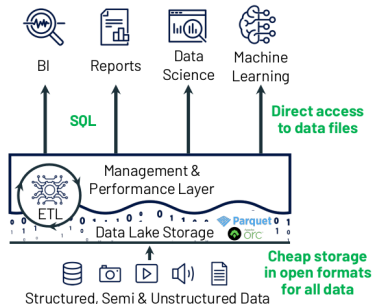 BI
Reports
Data
Science
Machine
Learning
SQL
Direct access
to data files
Management &
Performance Layer
ETL
Parquet
Data Lake Storage
orc
Cheap storage
in open formats
for all data
Structured, Semi & Unstructured Data